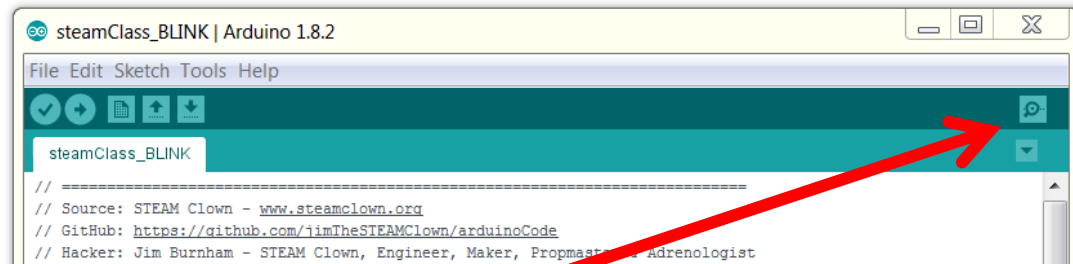 steamClass_BLINK | Arduino 1.8.2
File Edit Sketch Tools Help
steamClass_BLINK
// ============================================================================
// Source: STEAM Clown - www.steamclown.org
// GitHub: https://github.com/jimTheSTEAMClown/arduinoCode
// Hacker: Jim Burnham - STEAM Clown, Engineer, Maker, Adrenologist